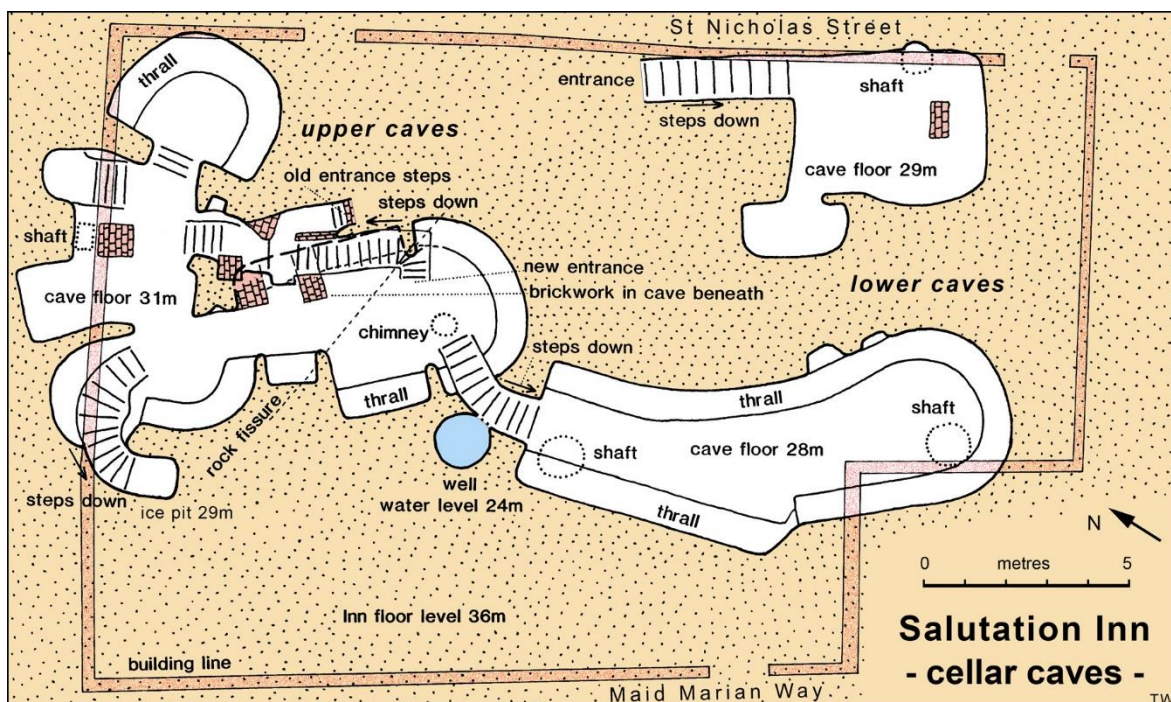 St Nicholas Street
thrall
entrance
shaft
steps down
upper caves
cave floor 29m
old entrance steps
steps down
shaft
new entrance
brickwork in cave beneath
lower caves
cave floor 31m
chimney
steps down
thrall
thrall
shaft
rock fissure
shaft
cave floor 28m
well
water level 24m
steps down
ice pit 29m
thrall
N
0 metres 5
Inn floor level 36m
Salutation Inn
- cellar caves -
building line
Maid Marian Way
TW